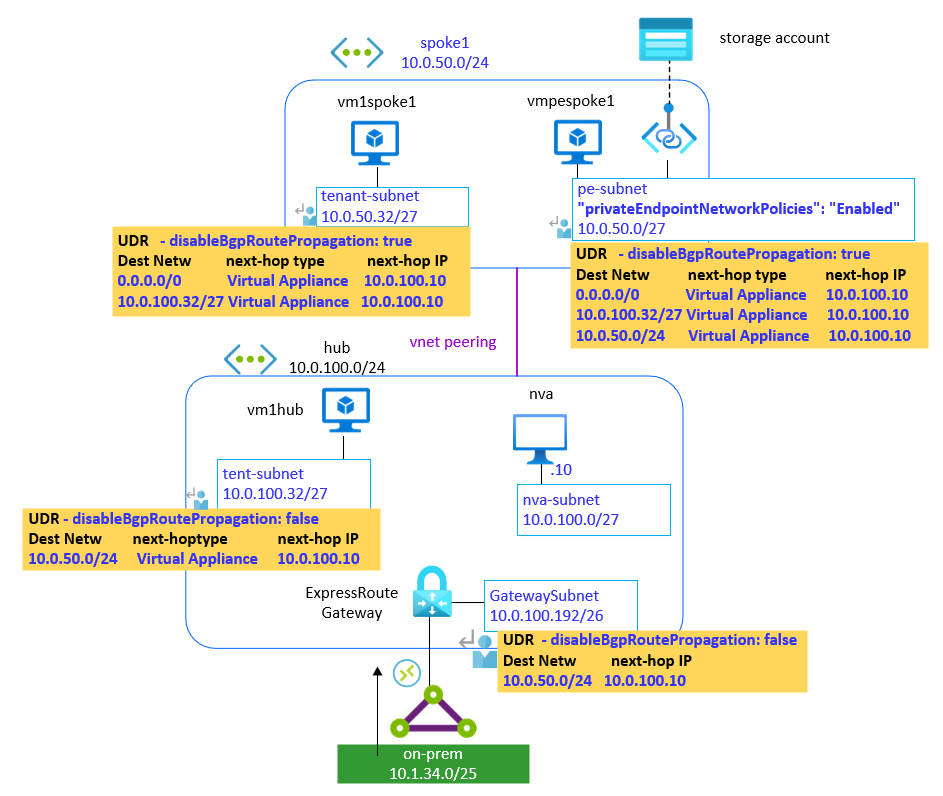 spoke1
10.0.50.0/24
storage account
vm1spoke1
vmpespoke1
tenant-subnet
10.0.50.32/27
pe-subnet
"privateEndpointNetworkPolicies": "Enabled"
10.0.50.0/27
UDR - disableBgpRoutePropagation: true
Dest Netw next-hop type next-hop IP
0.0.0.0/0 Virtual Appliance 10.0.100.10
10.0.100.32/27 Virtual Appliance 10.0.100.10
UDR - disableBgpRoutePropagation: true
Dest Netw next-hop type next-hop IP
0.0.0.0/0 Virtual Appliance 10.0.100.10
10.0.100.32/27 Virtual Appliance 10.0.100.10
10.0.50.0/24 Virtual Appliance 10.0.100.10
vnet peering
hub
10.0.100.0/24
vm1hub
nva
.10
tent-subnet
10.0.100.32/27
nva-subnet
10.0.100.0/27
UDR - disableBgpRoutePropagation: false
Dest Netw next-hoptype next-hop IP
10.0.50.0/24 Virtual Appliance 10.0.100.10
ExpressRoute
Gateway
GatewaySubnet
10.0.100.192/26
UDR - disableBgpRoutePropagation: false
Dest Netw next-hop IP
10.0.50.0/24 10.0.100.10
on-prem
10.1.34.0/25